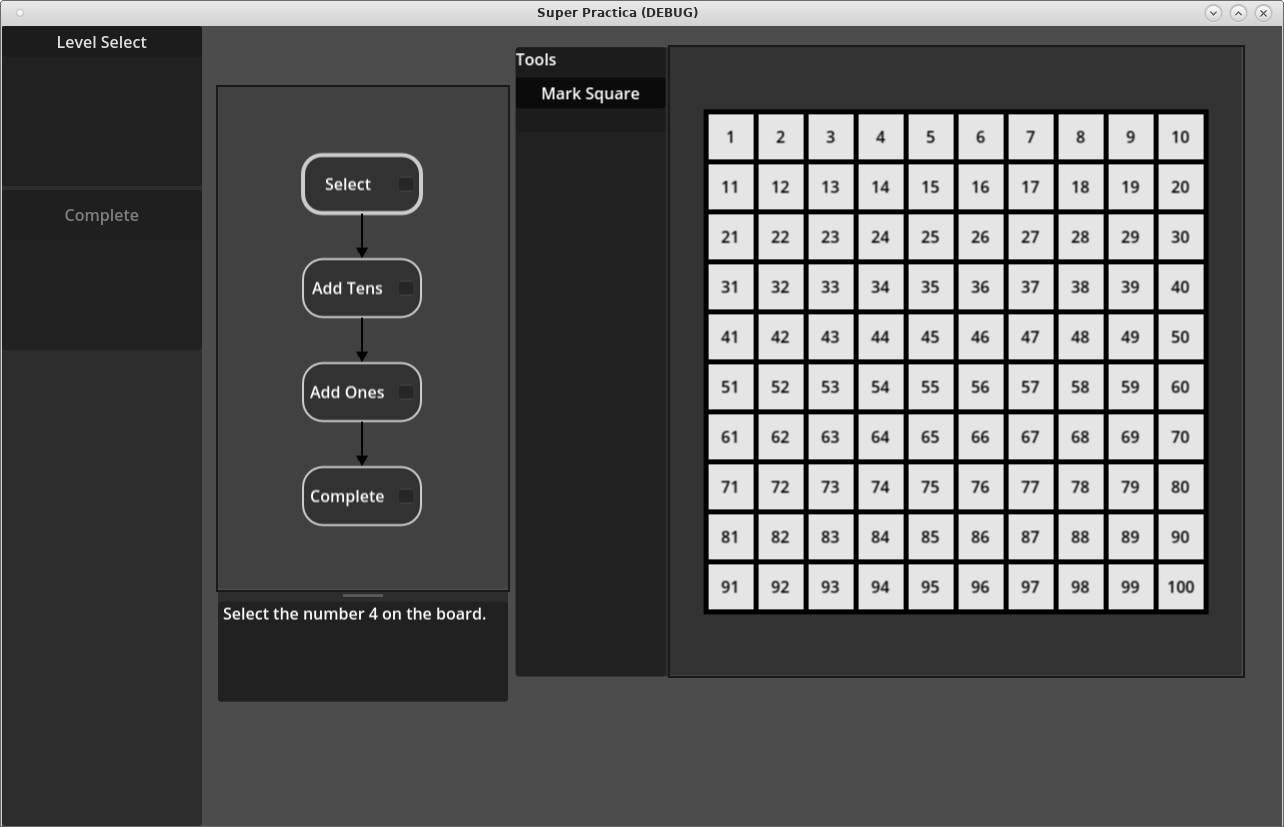 Super Practica (DEBUG)
Level Select
Complete
Select
Add Tens
Add Ones
Complete
Select the number 4 on the board.
Tools
Mark Square
1 2 3 4 5 6 7 8 9 10
11 12 13 14 15 16 17 18 19 20
21 22 23 24 25 26 27 28 29 30
31 32 33 34 35 36 37 38 39 40
41 42 43 44 45 46 47 48 49 50
51 52 53 54 55 56 57 58 59 60
61 62 63 64 65 66 67 68 69 70
71 72 73 74 75 76 77 78 79 80
81 82 83 84 85 86 87 88 89 90
91 92 93 94 95 96 97 98 99 100